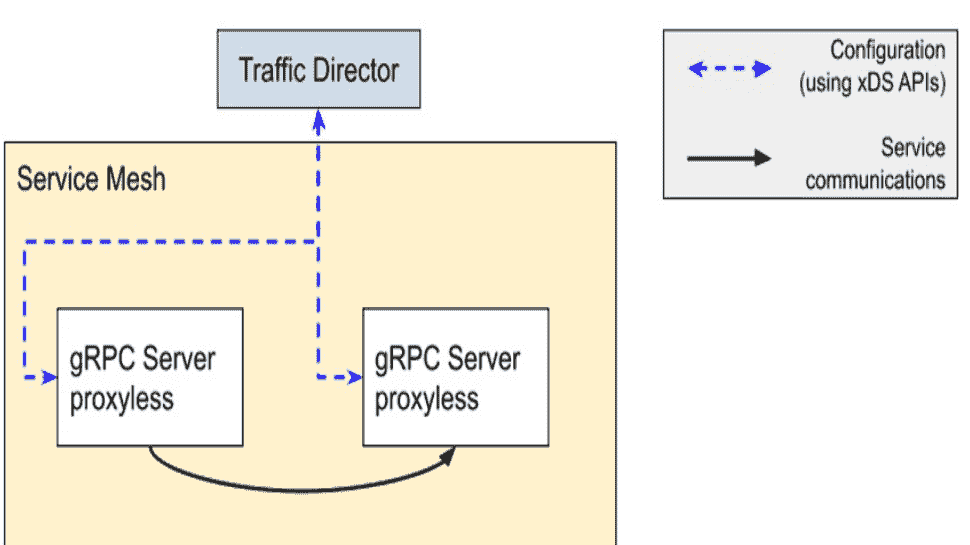 Traffic Director
Configuration
(using xDS APIs)
Service
communications
Service Mesh
gRPC Server
proxyless
gRPC Server
proxyless